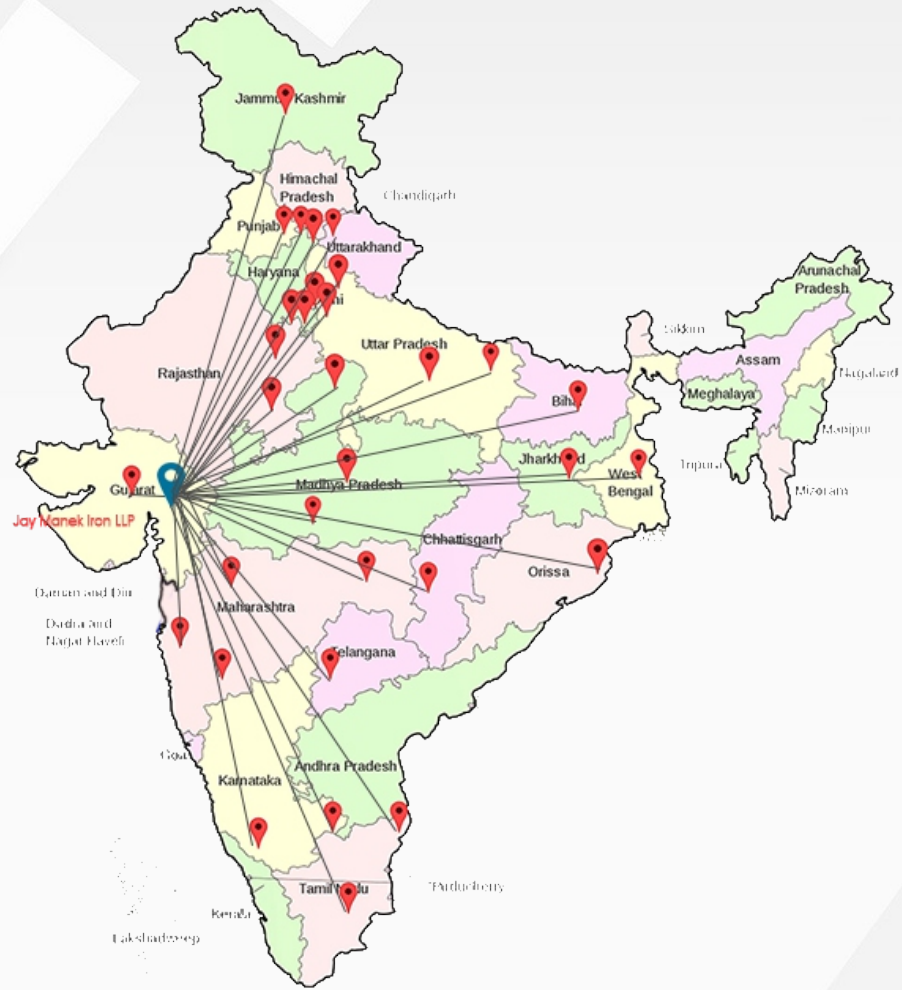 Jammu Kashmir
Himachal
Pradesh
Chandigarh
Punjab
Uttarakhand
Haryana
Arunachal
Pradesh
Sikkim
Uttar Pradesh
Assam
Rajasthan
Nagaland
Meghalaya
Manipur
Jharkhand
Tripura
West
Bengal
Madhya Pradesh
Gujarat
Mizoram
Jay Manek Iron LLP
Chhattisgarh
Orissa
Daman and Diu
Maharashtra
Dadra and
Nagar Haveli
Telangana
Goa
Andhra Pradesh
Karnataka
Tamil
Puducherry
Kerala
Lakshadweep